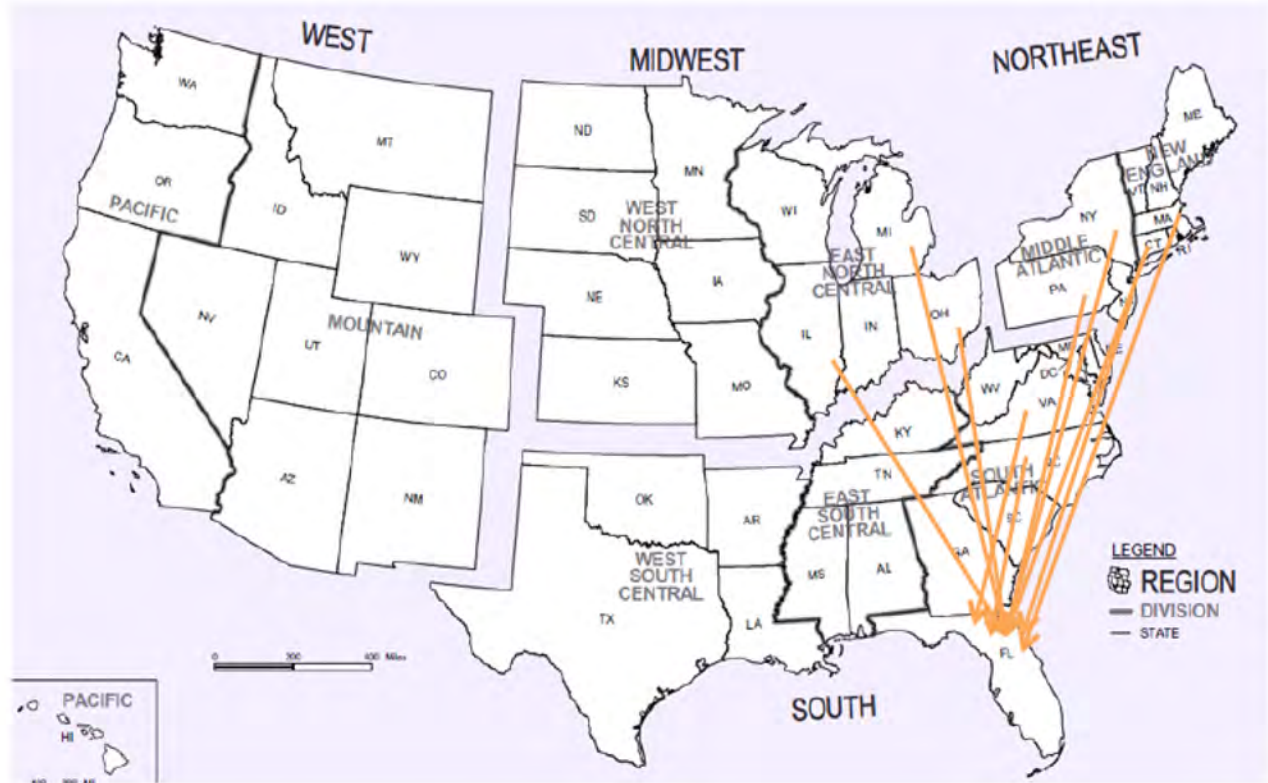 WEST
MIDWEST
NORTHEAST
WA
MT
ND
MN
ME
OR
PACIFIC
ID
SD
WEST
NORTH
CENTRAL
WI
MI
NEW
ENGLAND
VT
NH
NY
MA
CT
RI
WY
NE
IA
EAST
NORTH
CENTRAL
MIDDLE
ATLANTIC
PA
NV
MOUNTAIN
UT
CO
CA
KS
MO
IL
IN
OH
WV
DC
VA
KY
AZ
NM
OK
AR
TN
SOUTH
ATLANTIC
EAST
SOUTH
CENTRAL
SC
WEST
SOUTH
CENTRAL
MS
AL
TX
LA
FL
LEGEND
REGION
DIVISION
STATE
0
200
400 Miles
SOUTH
PACIFIC
HI